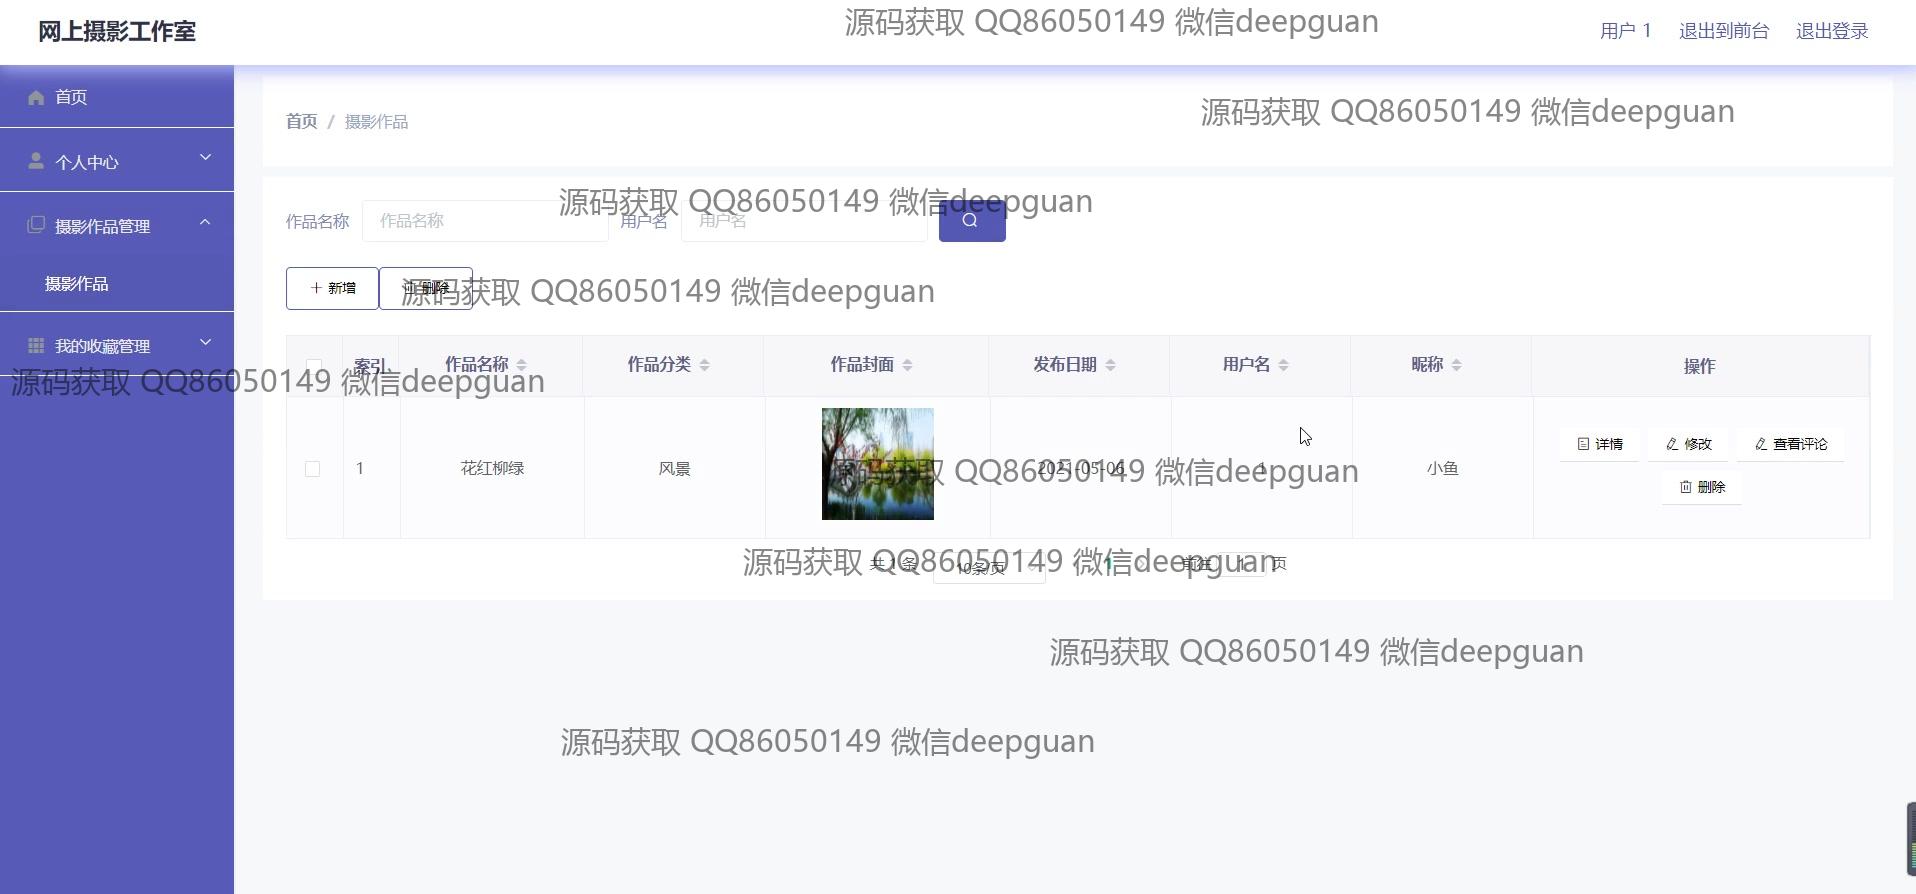 网上摄影工作室
源码获取 QQ86050149 微信deepguan
用户 1 退出到前台 退出登录
首页
首页 / 摄影作品
源码获取 QQ86050149 微信deepguan
个人中心
源码获取 QQ86050149 微信deepguan
摄影作品管理
作品名称 作品名称 用户名 用户名
摄影作品
新增 删除
源码获取 QQ86050149 微信deepguan
我的收藏管理
索引 作品名称 作品分类 作品封面 发布日期 用户名 昵称 操作
源码获取 QQ86050149 微信deepguan
详情 修改 查看评论
1 花红柳绿 风景 2021-05-06 1 小鱼
源码获取 QQ86050149 微信deepguan
删除
共 1 条 10条/页 1 前往 1 页
源码获取 QQ86050149 微信deepguan
源码获取 QQ86050149 微信deepguan
源码获取 QQ86050149 微信deepguan